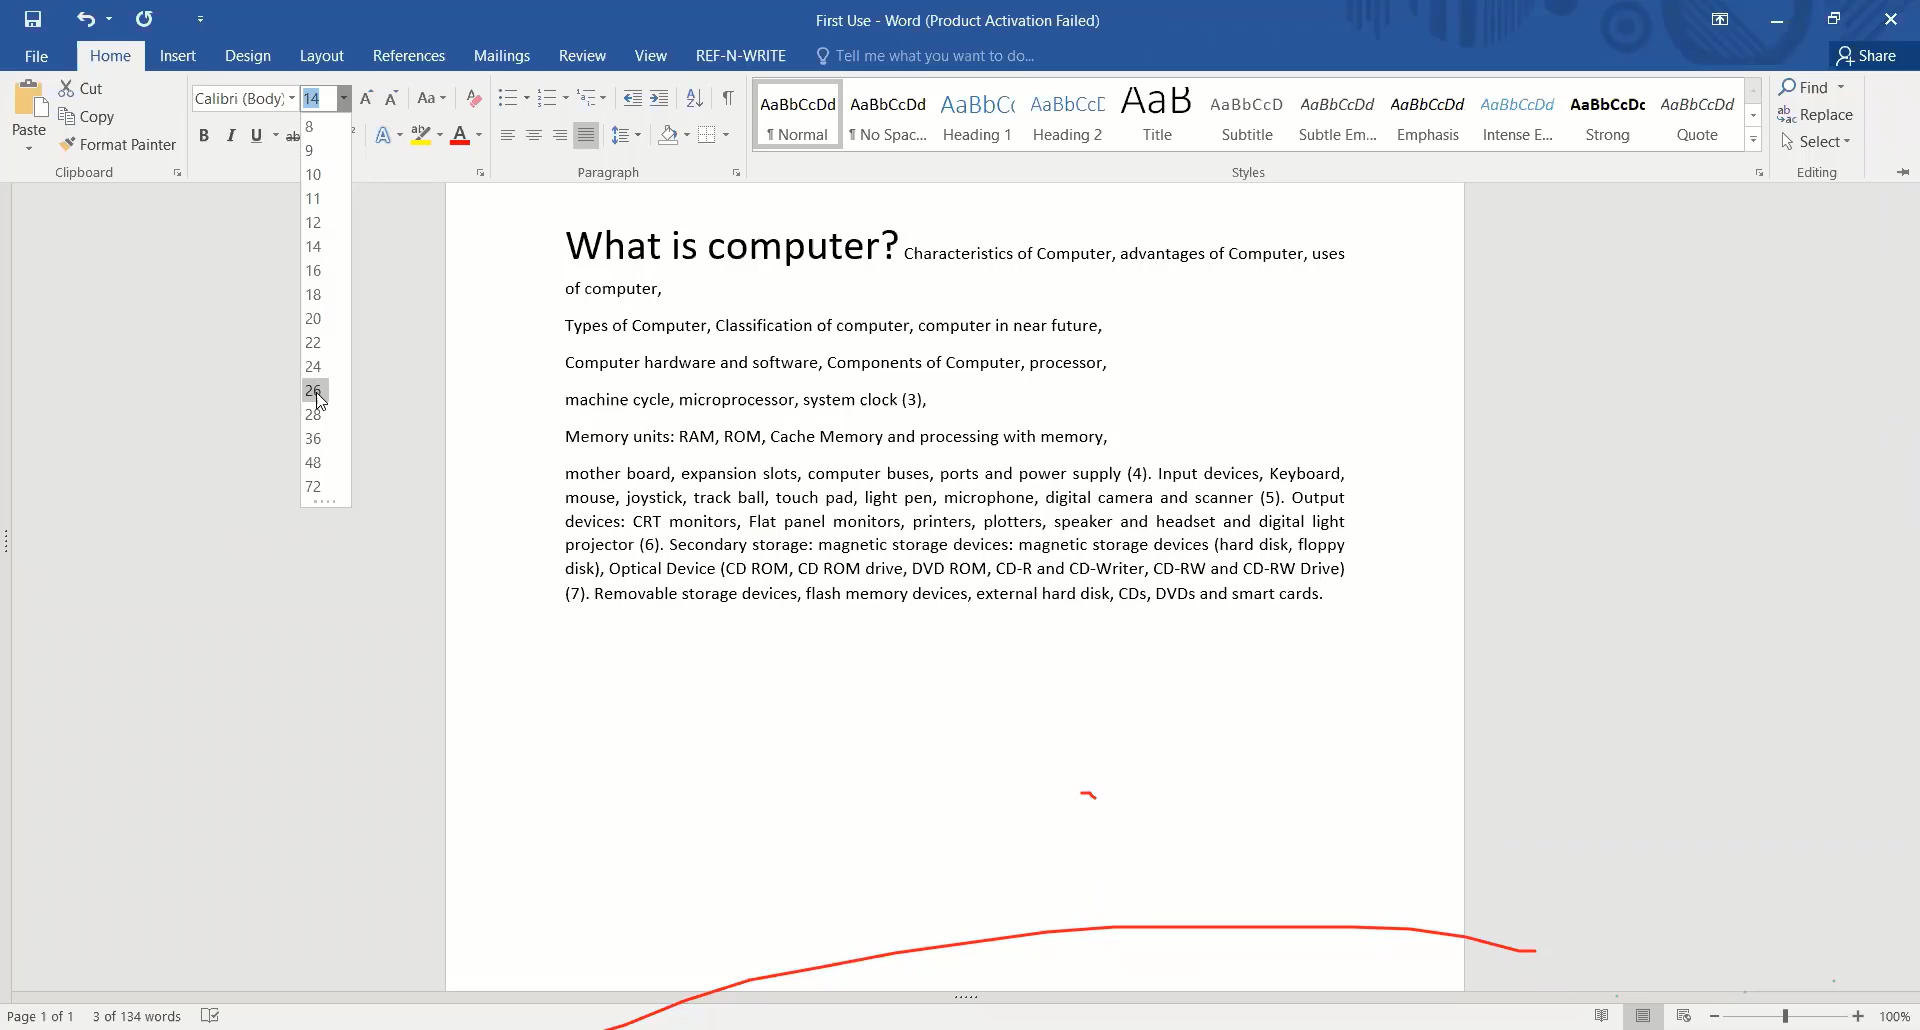 First Use - Word (Product Activation Failed)
File Home Insert Design Layout References Mailings Review View REF-N-WRITE Tell me what you want to do... Share
Paste
Cut
Copy
Format Painter
Clipboard
Calibri (Body) 14
Aa
B I U
A A
8
9
10
11
12
14
16
18
20
22
24
26
28
36
48
72
Paragraph
AaBbCcDd AaBbCcDd AaBbCc AaBbCcD AaB AaBbCcD AaBbCcDd AaBbCcDd AaBbCcDd AaBbCcDc AaBbCcDd
¶ Normal ¶ No Spac... Heading 1 Heading 2 Title Subtitle Subtle Em... Emphasis Intense E... Strong Quote
Styles
Find
Replace
Select
Editing
What is computer? Characteristics of Computer, advantages of Computer, uses
of computer,
Types of Computer, Classification of computer, computer in near future,
Computer hardware and software, Components of Computer, processor,
machine cycle, microprocessor, system clock (3),
Memory units: RAM, ROM, Cache Memory and processing with memory,
mother board, expansion slots, computer buses, ports and power supply (4). Input devices, Keyboard,
mouse, joystick, track ball, touch pad, light pen, microphone, digital camera and scanner (5). Output
devices: CRT monitors, Flat panel monitors, printers, plotters, speaker and headset and digital light
projector (6). Secondary storage: magnetic storage devices: magnetic storage devices (hard disk, floppy
disk), Optical Device (CD ROM, CD ROM drive, DVD ROM, CD-R and CD-Writer, CD-RW and CD-RW Drive)
(7). Removable storage devices, flash memory devices, external hard disk, CDs, DVDs and smart cards.
Page 1 of 1 3 of 134 words 100%